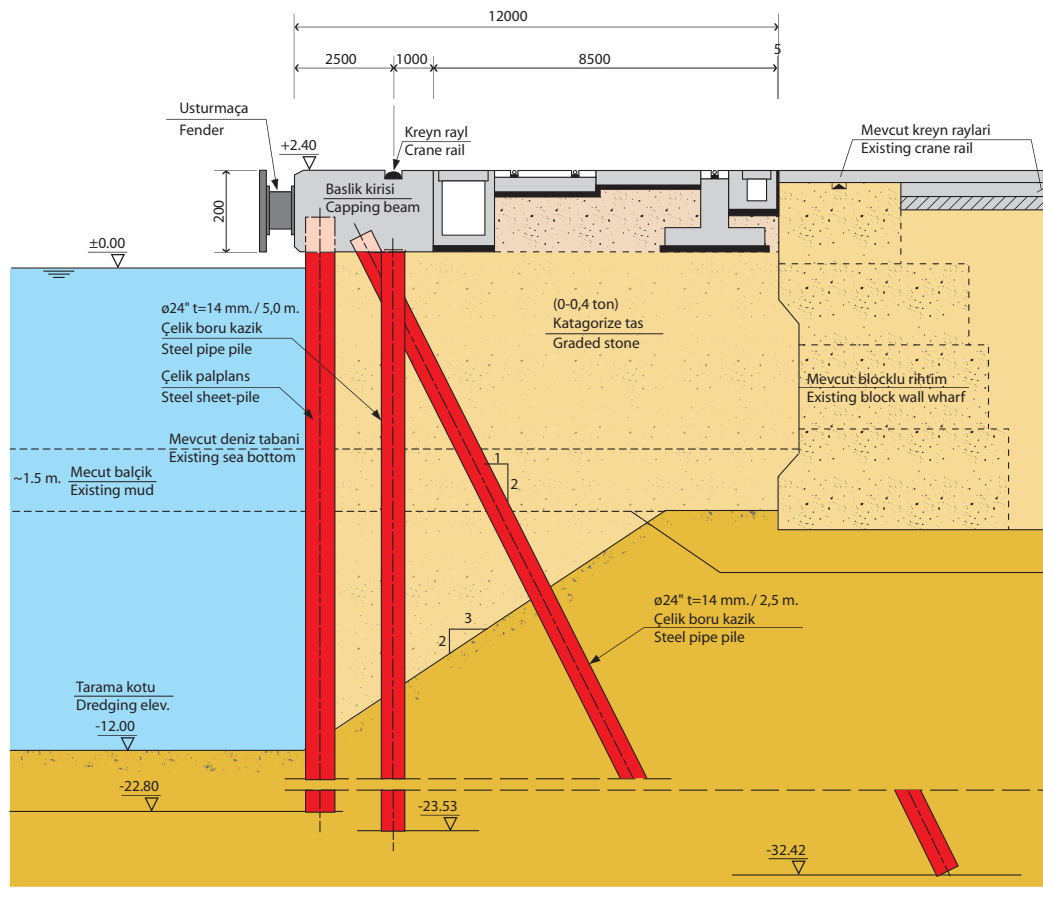 12000
2500
1000
8500
5
Usturmaça
Fender
+2.40
Kreyn rayl
Crane rail
Mevcut kreyn raylari
Existing crane rail
Baslik kirisi
Capping beam
200
±0.00
ø24" t=14 mm. / 5,0 m.
Çelik boru kazik
Steel pipe pile
(0-0,4 ton)
Katagorize tas
Graded stone
Çelik palplans
Steel sheet-pile
Mevcut blocklu rihtim
Existing block wall wharf
Mevcut deniz tabani
Existing sea bottom
~1.5 m.
Mecut balçik
Existing mud
1
2
ø24" t=14 mm. / 2,5 m.
Çelik boru kazik
Steel pipe pile
3
2
Tarama kotu
Dredging elev.
-12.00
-22.80
-23.53
-32.42